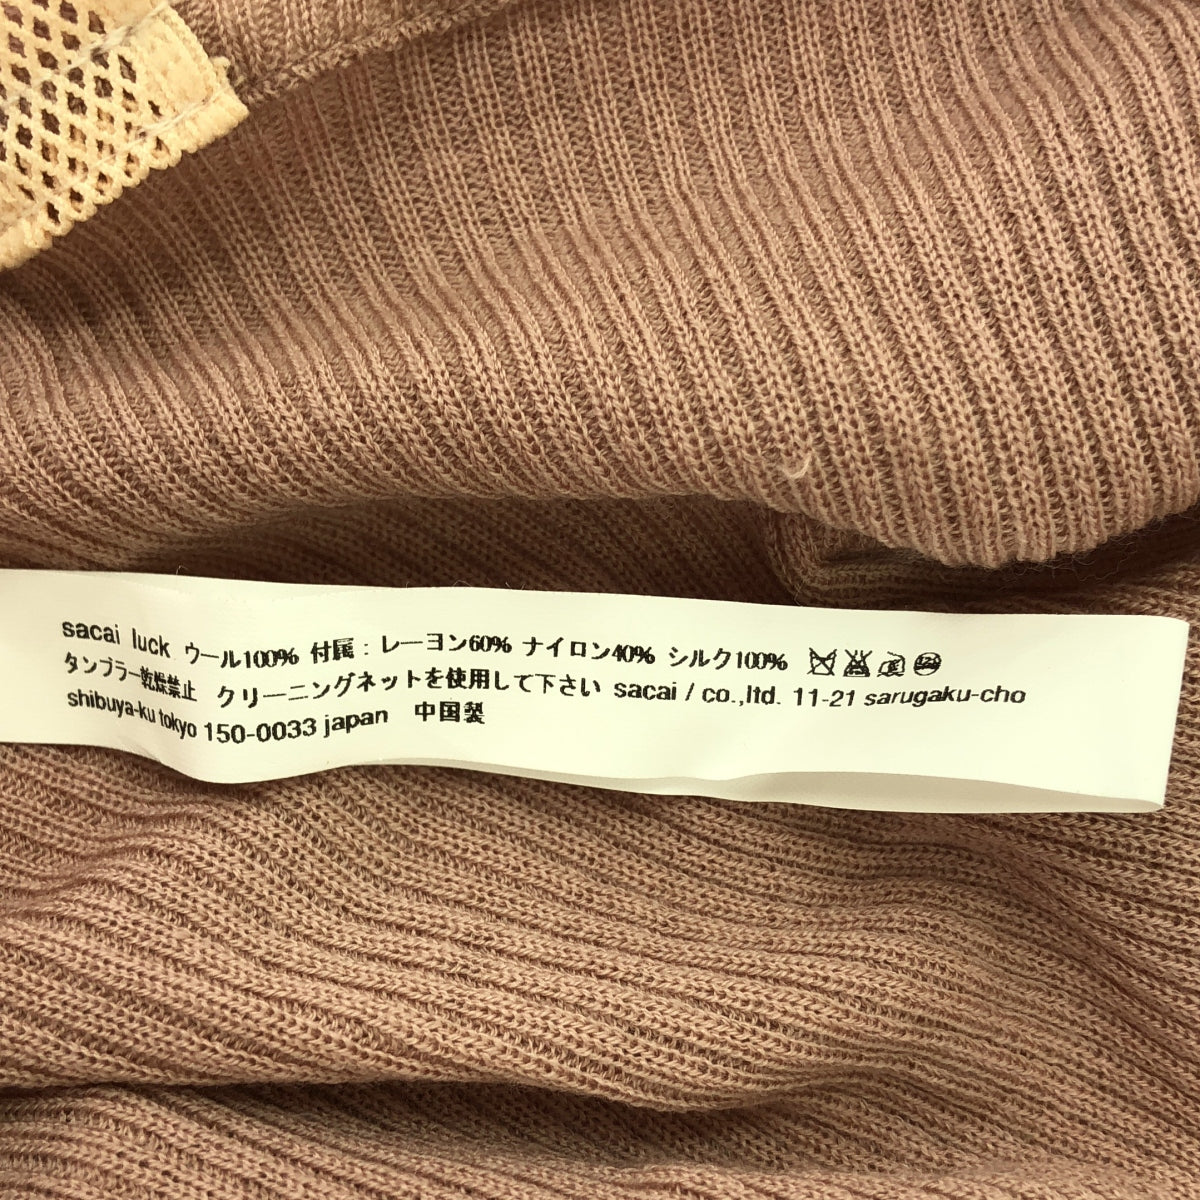 sacai luck ウール100% 付属：レーヨン60% ナイロン40% シルク100%
タンブラー乾燥禁止 クリーニングネットを使用して下さい sacai / co.,ltd. 11-21 sarugaku-cho
shibuya-ku tokyo 150-0033 japan 中国製